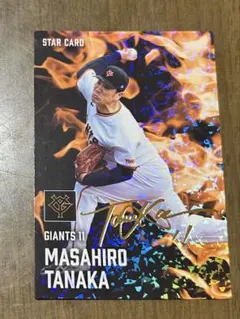 STAR CARD
GIANTS 11
MASAHIRO
TANAKA